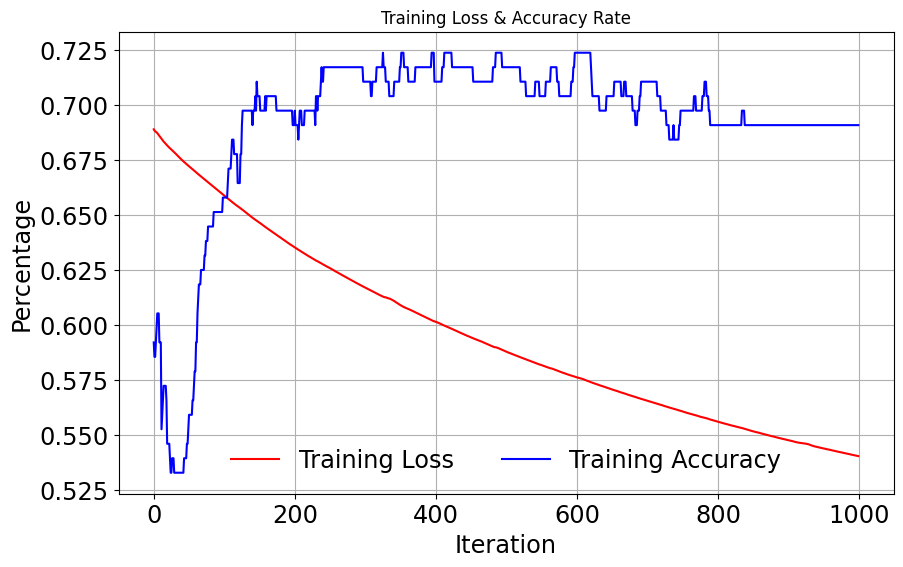 Training Loss & Accuracy Rate
Percentage
0.725
0.700
0.675
0.650
0.625
0.600
0.575
0.550
0.525
Training Loss
Training Accuracy
0 200 400 600 800 1000
Iteration